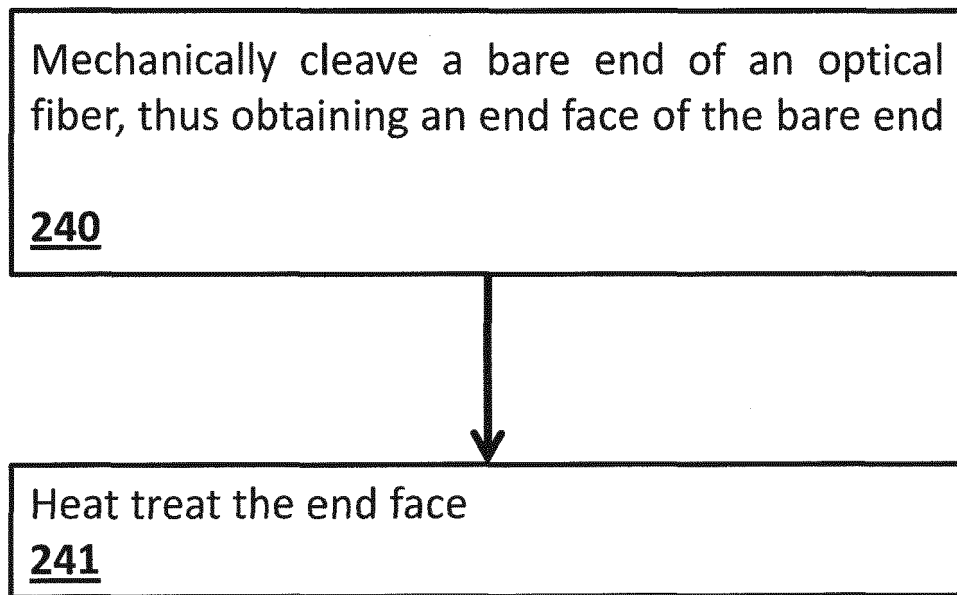 Mechanically cleave a bare end of an optical
fiber, thus obtaining an end face of the bare end
240
Heat treat the end face
241